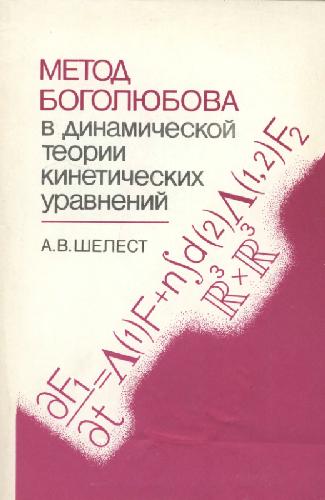 МЕТОД
БОГОЛЮБОВА
В ДИНАМИЧЕСКОЙ
ТЕОРИИ
КИНЕТИЧЕСКИХ
УРАВНЕНИЙ
А.В.ШЕЛЕСТ
∂F₁/∂t=Λ(1)F+n∫d(2)Λ(1,2)F₂
ℝ³×ℝ³